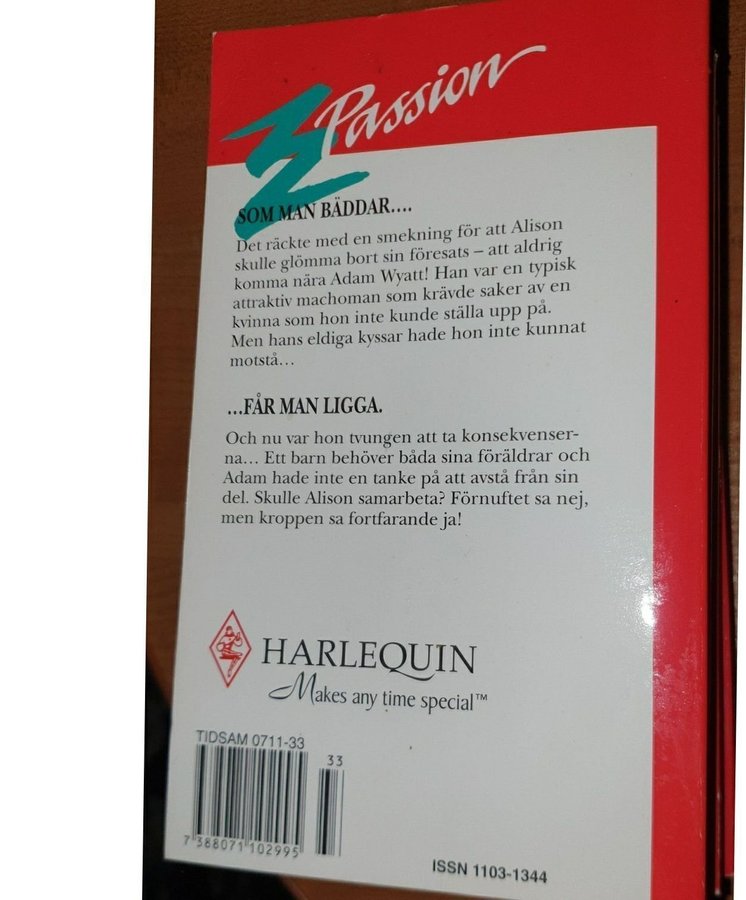 Passion
SOM MAN BÄDDAR....
Det räckte med en smekning för att Alison
skulle glömma bort sin föresats – att aldrig
komma nära Adam Wyatt! Han var en typisk
attraktiv machoman som krävde saker av en
kvinna som hon inte kunde ställa upp på.
Men hans eldiga kyssar hade hon inte kunnat
motstå...
...FÅR MAN LIGGA.
Och nu var hon tvungen att ta konsekvenser-
na... Ett barn behöver båda sina föräldrar och
Adam hade inte en tanke på att avstå från sin
del. Skulle Alison samarbeta? Förnuftet sa nej,
men kroppen sa fortfarande ja!
HARLEQUIN
Makes any time special™
TIDSAM 0711-33
33
7 388071 102995
ISSN 1103-1344